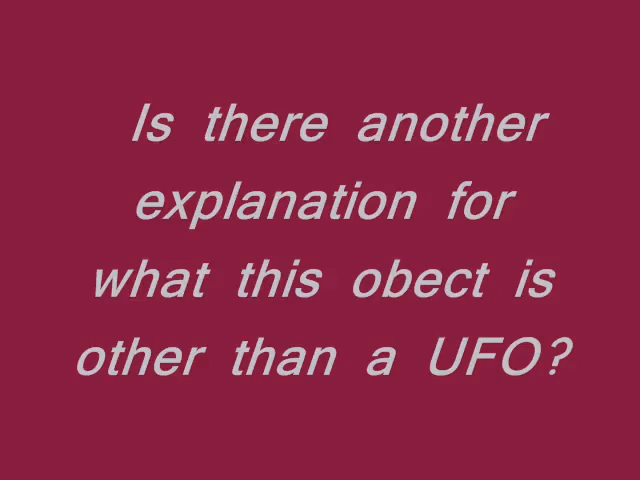 Is there another
explanation for
what this obect is
other than a UFO?